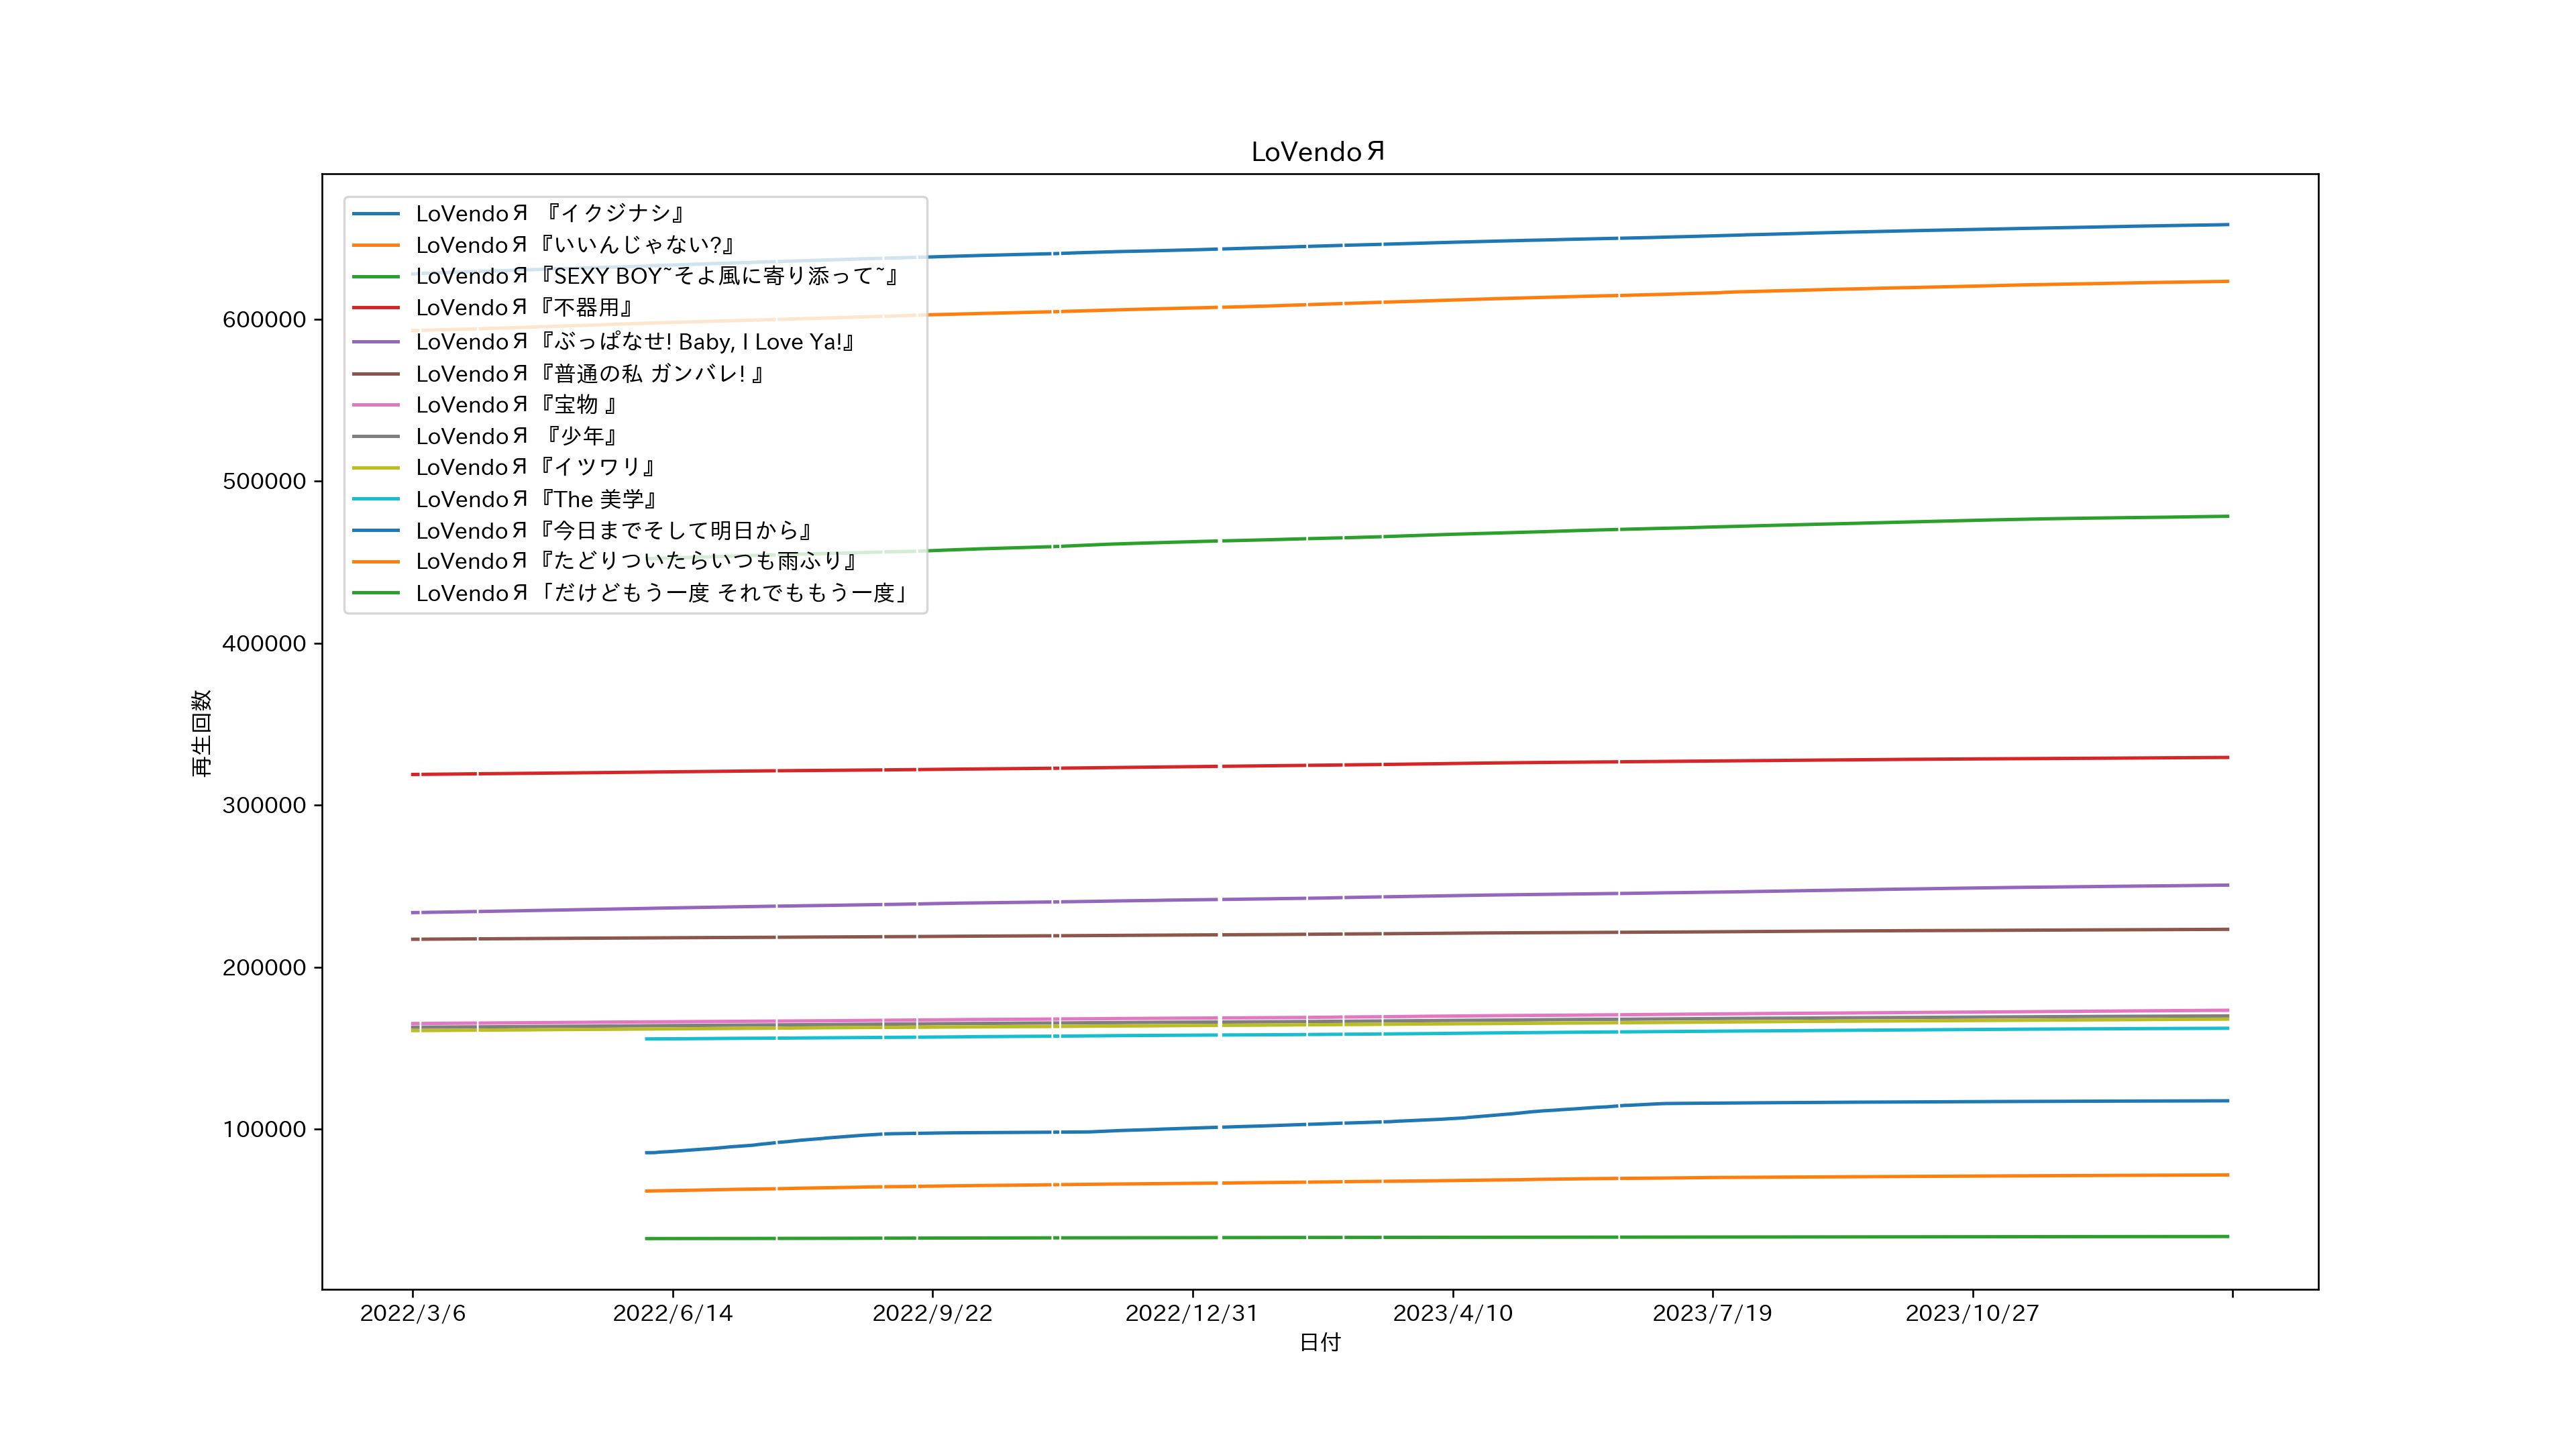 LoVendoЯ
LoVendoЯ 『イクジナシ』
LoVendoЯ『いいんじゃない?』
LoVendoЯ『SEXY BOY~そよ風に寄り添って~』
LoVendoЯ『不器用』
LoVendoЯ『ぶっぱなせ! Baby, I Love Ya!』
LoVendoЯ『普通の私 ガンバレ! 』
LoVendoЯ『宝物 』
LoVendoЯ 『少年』
LoVendoЯ『イツワリ』
LoVendoЯ『The 美学』
LoVendoЯ『今日までそして明日から』
LoVendoЯ『たどりついたらいつも雨ふり』
LoVendoЯ「だけどもう一度 それでももう一度」
600000
500000
400000
300000
200000
100000
再生回数
2022/3/6
2022/6/14
2022/9/22
2022/12/31
2023/4/10
2023/7/19
2023/10/27
日付